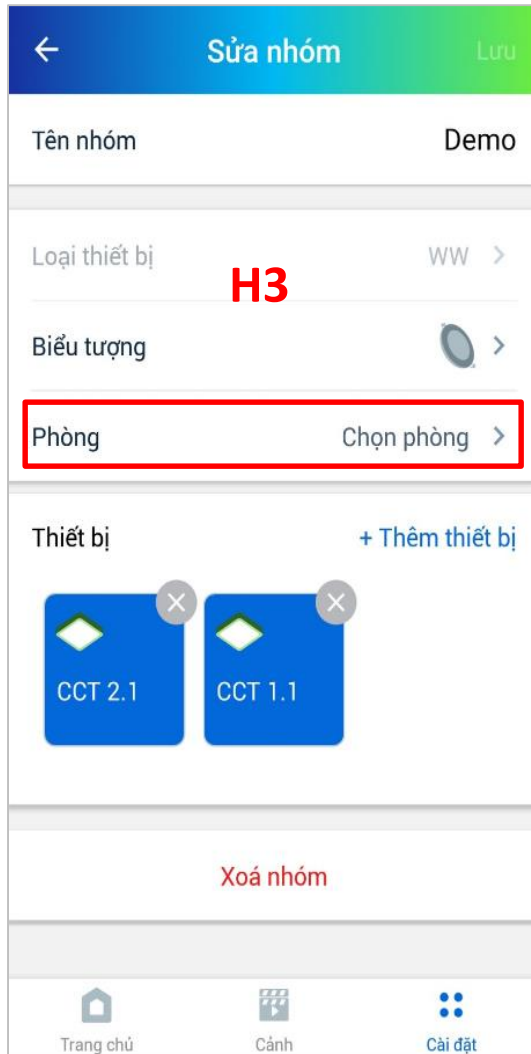 Sửa nhóm Lưu
Tên nhóm Demo
Loại thiết bị WW
H3
Biểu tượng
Phòng Chọn phòng
Thiết bị + Thêm thiết bị
CCT 2.1 CCT 1.1
Xoá nhóm
Trang chủ Cảnh Cài đặt